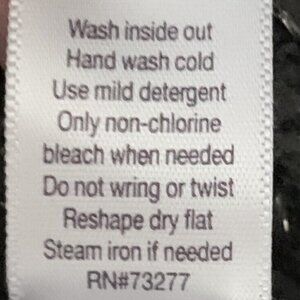 Wash inside out
Hand wash cold
Use mild detergent
Only non-chlorine
bleach when needed
Do not wring or twist
Reshape dry flat
Steam iron if needed
RN#73277